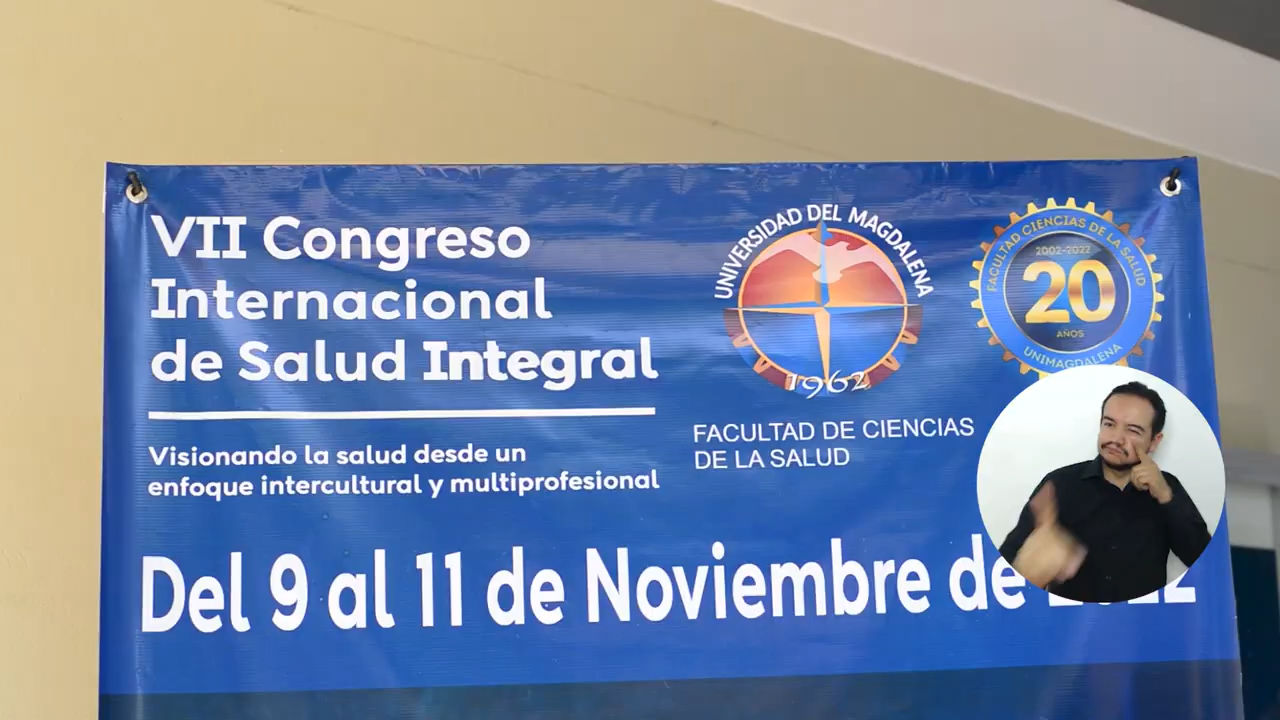 VII Congreso
Internacional
de Salud Integral
Visionando la salud desde un
enfoque intercultural y multiprofesional
UNIVERSIDAD DEL MAGDALENA
1962
FACULTAD DE CIENCIAS
DE LA SALUD
FACULTAD CIENCIAS DE LA SALUD
2002-2022
20
AÑOS
UNIMAGDALENA
Del 9 al 11 de Noviembre de